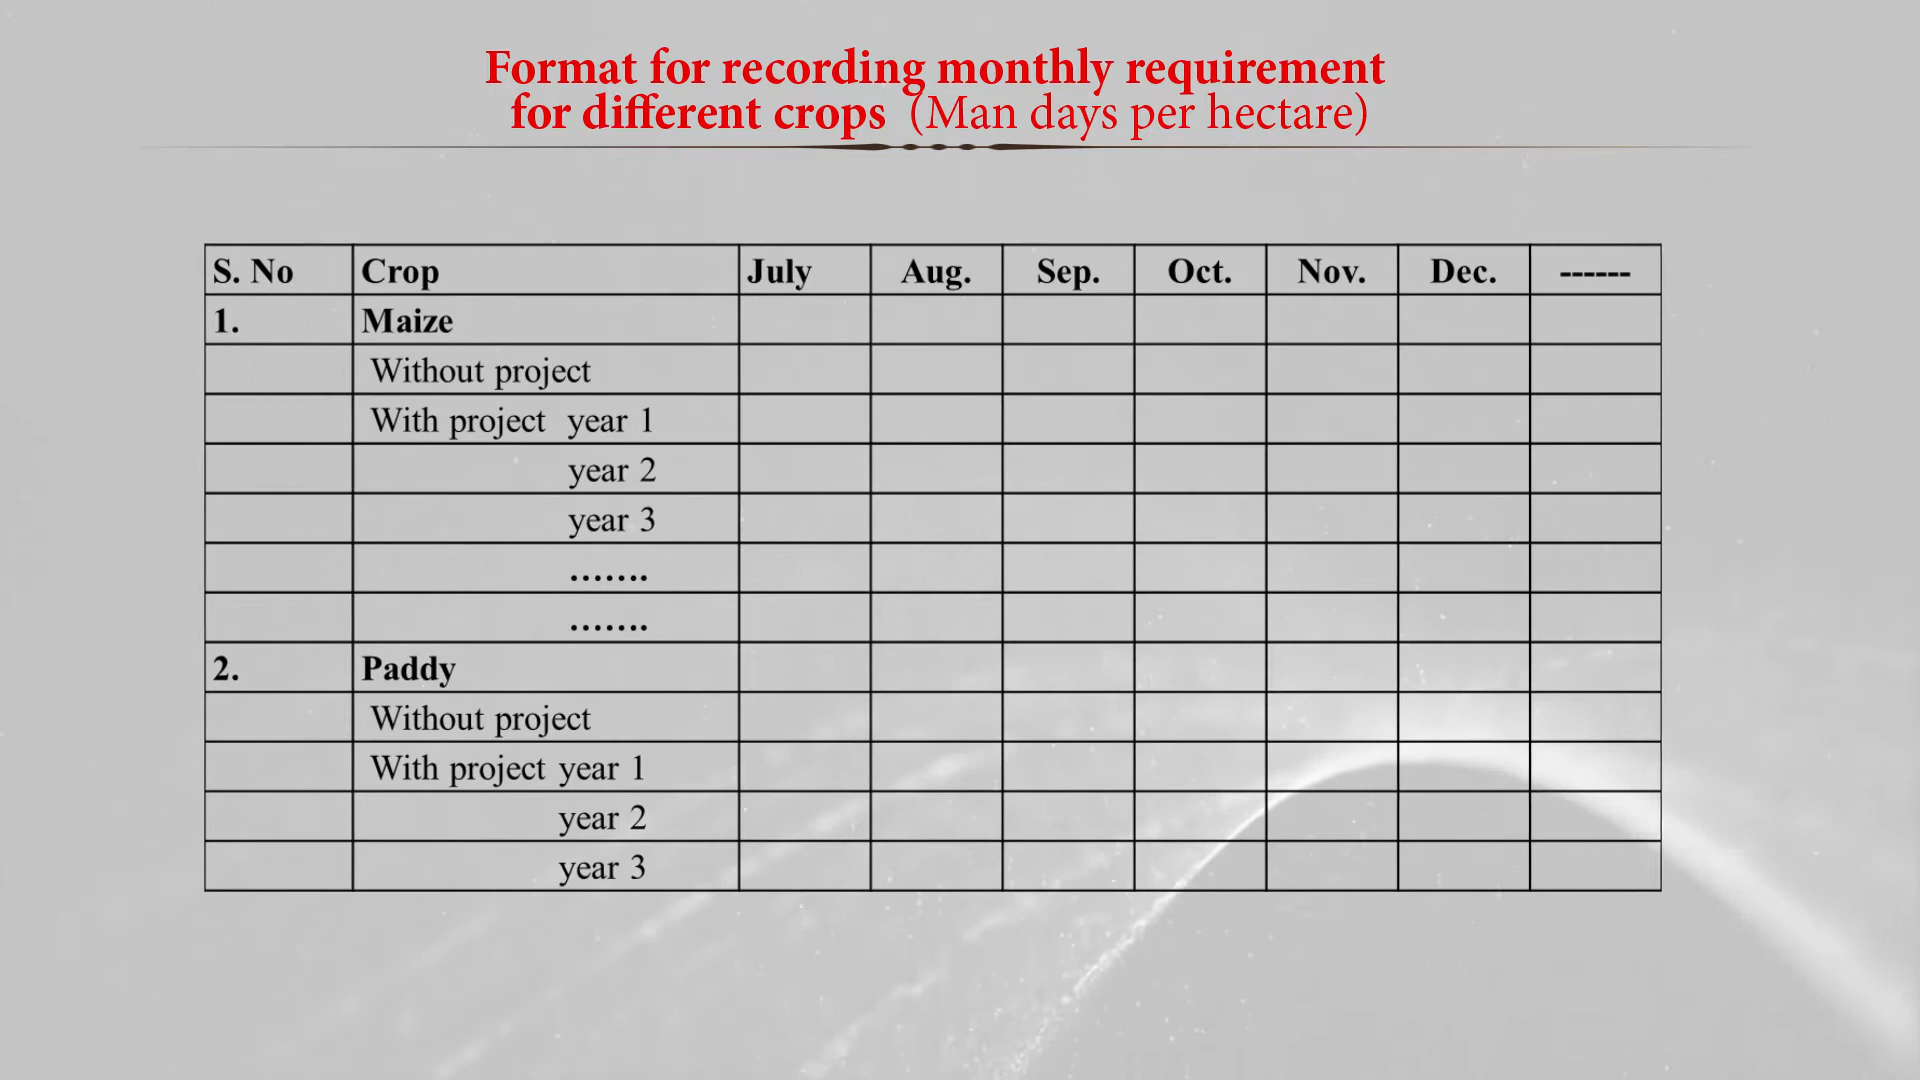 Format for recording monthly requirement
for different crops (Man days per hectare)
S. No Crop July Aug. Sep. Oct. Nov. Dec. ------
1. Maize
Without project
With project year 1
year 2
year 3
.......
.......
2. Paddy
Without project
With project year 1
year 2
year 3